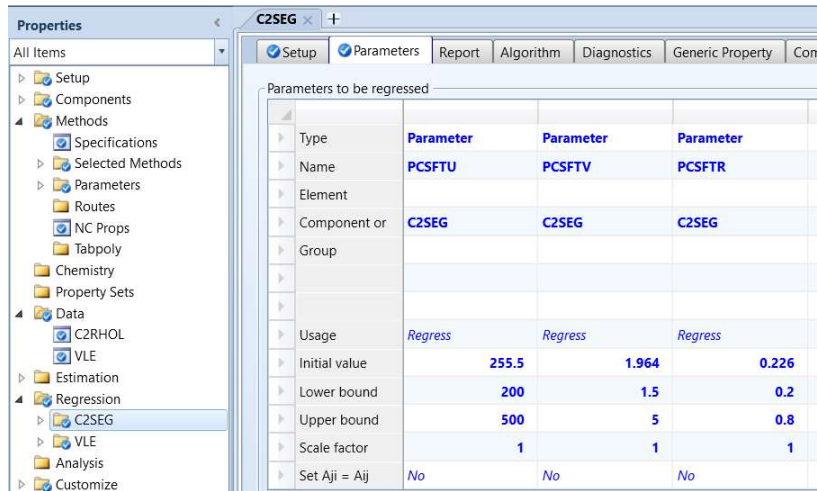 Properties
All Items
Setup
Components
Methods
Specifications
Selected Methods
Parameters
Routes
NC Props
Tabpoly
Chemistry
Property Sets
Data
C2RHOL
VLE
Estimation
Regression
C2SEG
VLE
Analysis
Customize
C2SEG
Setup Parameters Report Algorithm Diagnostics Generic Property Com
Parameters to be regressed
Type Parameter Parameter Parameter
Name PCSFTU PCSFTV PCSFTR
Element
Component or C2SEG C2SEG C2SEG
Group
Usage Regress Regress Regress
Initial value 255.5 1.964 0.226
Lower bound 200 1.5 0.2
Upper bound 500 5 0.8
Scale factor 1 1 1
Set Aji = Aij No No No